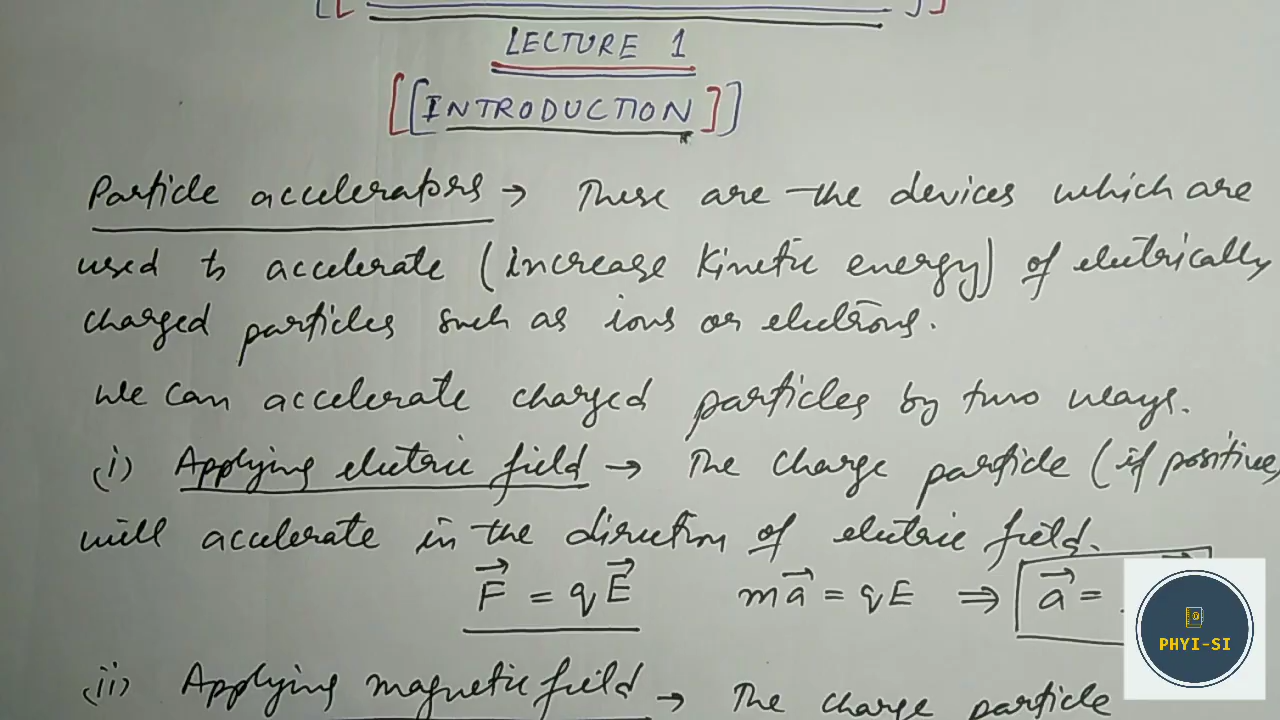 LECTURE 1
[[INTRODUCTION]]
Particle accelerators → These are the devices which are
used to accelerate (increase kinetic energy) of electrically
charged particles such as ions or electrons.
We can accelerate charged particles by two ways.
(i) Applying electric field → The charge particle (if positive)
will accelerate in the direction of electric field.
F⃗ = qE⃗ ma⃗ = qE ⇒ a⃗ =
PHYI-SI
(ii) Applying magnetic field → The charge particle